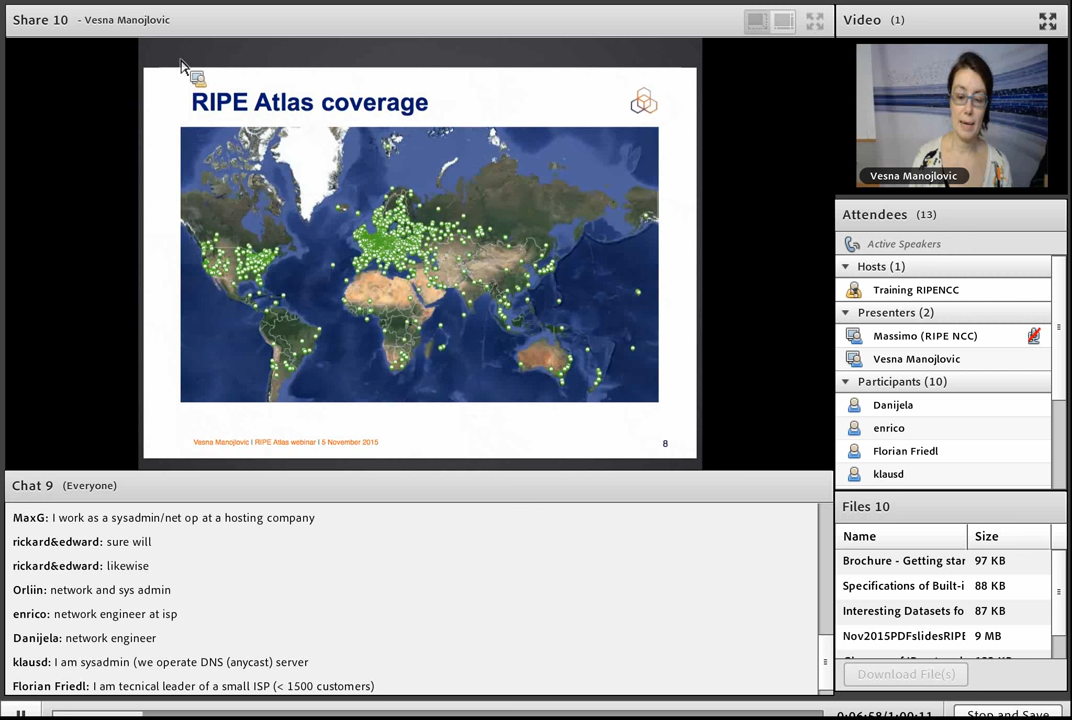 Share 10 - Vesna Manojlovic
RIPE Atlas coverage
Vesna Manojlovic I RIPE Atlas webinar I 5 November 2015
8
Chat 9 (Everyone)
MaxG: I work as a sysadmin/net op at a hosting company
rickard&edward: sure will
rickard&edward: likewise
Orliin: network and sys admin
enrico: network engineer at isp
Danijela: network engineer
klausd: I am sysadmin (we operate DNS (anycast) server
Florian Friedl: I am tecnical leader of a small ISP (< 1500 customers)
Video (1)
Vesna Manojlovic
Attendees (13)
Active Speakers
Hosts (1)
Training RIPENCC
Presenters (2)
Massimo (RIPE NCC)
Vesna Manojlovic
Participants (10)
Danijela
enrico
Florian Friedl
klausd
Files 10
Name Size
Brochure - Getting star 97 KB
Specifications of Built-i 88 KB
Interesting Datasets fo 87 KB
Nov2015PDFslidesRIPE 9 MB
Download File(s)
0:06:58/1:00:11
Stop and Save